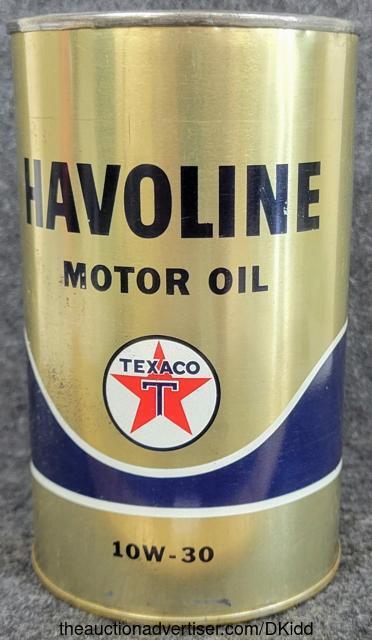 HAVOLINE
MOTOR OIL
TEXACO
T
10W-30
theauctionadvertiser.com/DKidd